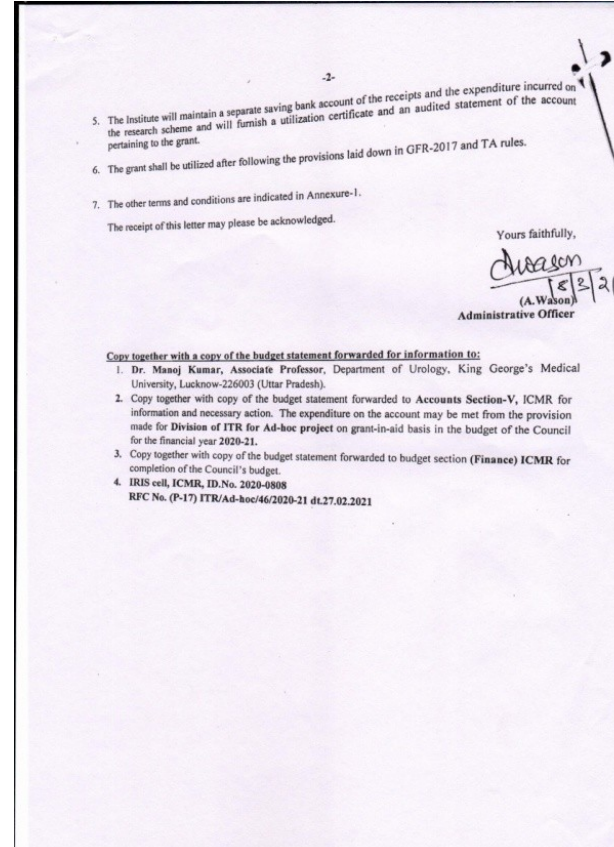 -2-
5. The Institute will maintain a separate saving bank account of the receipts and the expenditure incurred on
the research scheme and will furnish a utilization certificate and an audited statement of the account
pertaining to the grant.
6. The grant shall be utilized after following the provisions laid down in GFR-2017 and TA rules.
7. The other terms and conditions are indicated in Annexure-1.
The receipt of this letter may please be acknowledged.
Yours faithfully,
Awason
18/3/21
(A.Wason)
Administrative Officer
Copy together with a copy of the budget statement forwarded for information to:
1. Dr. Manoj Kumar, Associate Professor, Department of Urology, King George's Medical
University, Lucknow-226003 (Uttar Pradesh).
2. Copy together with copy of the budget statement forwarded to Accounts Section-V, ICMR for
information and necessary action. The expenditure on the account may be met from the provision
made for Division of ITR for Ad-hoc project on grant-in-aid basis in the budget of the Council
for the financial year 2020-21.
3. Copy together with copy of the budget statement forwarded to budget section (Finance) ICMR for
completion of the Council's budget.
4. IRIS cell, ICMR, ID.No. 2020-0808
RFC No. (P-17) ITR/Ad-hoc/46/2020-21 dt.27.02.2021